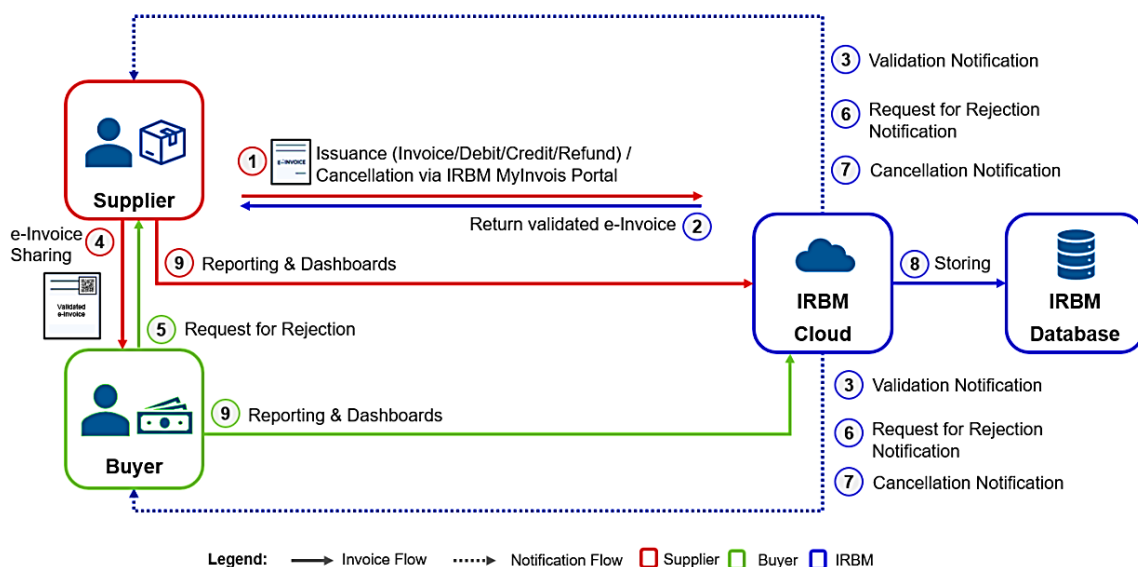 3 Validation Notification
6 Request for Rejection
Notification
7 Cancellation Notification
Supplier
1 e-INVOICE Issuance (Invoice/Debit/Credit/Refund) /
Cancellation via IRBM MyInvois Portal
Return validated e-Invoice 2
e-Invoice
Sharing
4
Validated
e-Invoice
9 Reporting & Dashboards
IRBM
Cloud
8 Storing
IRBM
Database
5 Request for Rejection
Buyer
9 Reporting & Dashboards
3 Validation Notification
6 Request for Rejection
Notification
7 Cancellation Notification
Legend: Invoice Flow Notification Flow Supplier Buyer IRBM